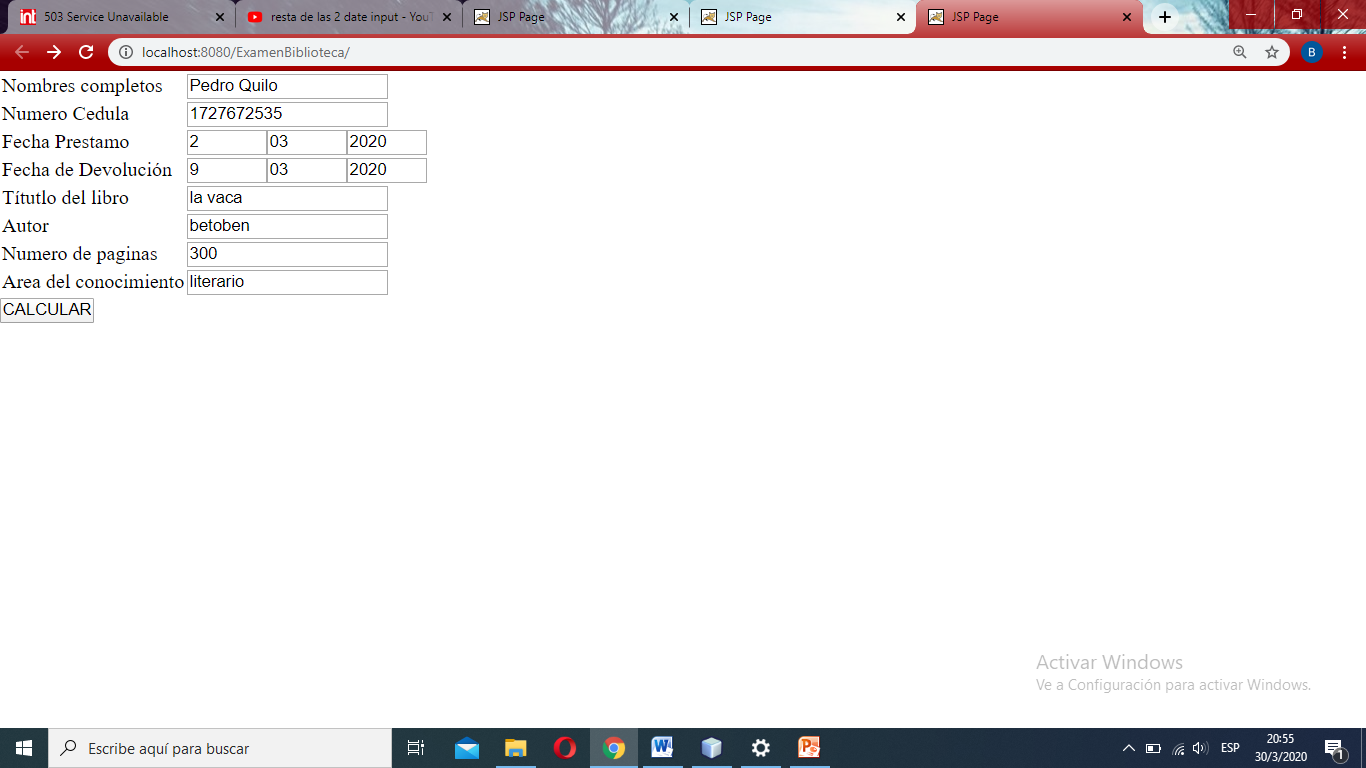 503 Service Unavailable
resta de las 2 date input - You
JSP Page
JSP Page
JSP Page
localhost:8080/ExamenBiblioteca/
B
Nombres completos Pedro Quilo
Numero Cedula 1727672535
Fecha Prestamo 2 03 2020
Fecha de Devolución 9 03 2020
Títutlo del libro la vaca
Autor betoben
Numero de paginas 300
Area del conocimiento literario
CALCULAR
Activar Windows
Ve a Configuración para activar Windows.
Escribe aquí para buscar
ESP
20:55
30/3/2020
1